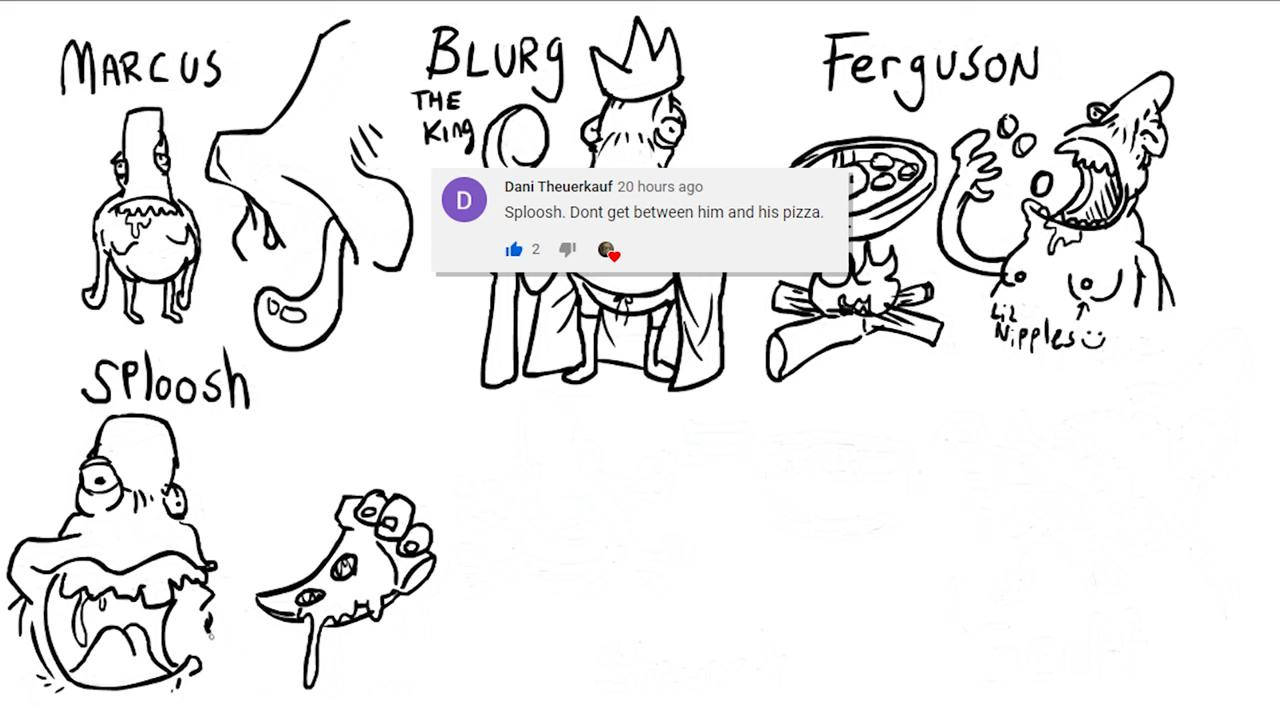 MARCUS
BLURg
THE
King
FerguSON
D
Dani Theuerkauf 20 hours ago
Sploosh. Dont get between him and his pizza.
2
Lil
Nipples
SPloosh